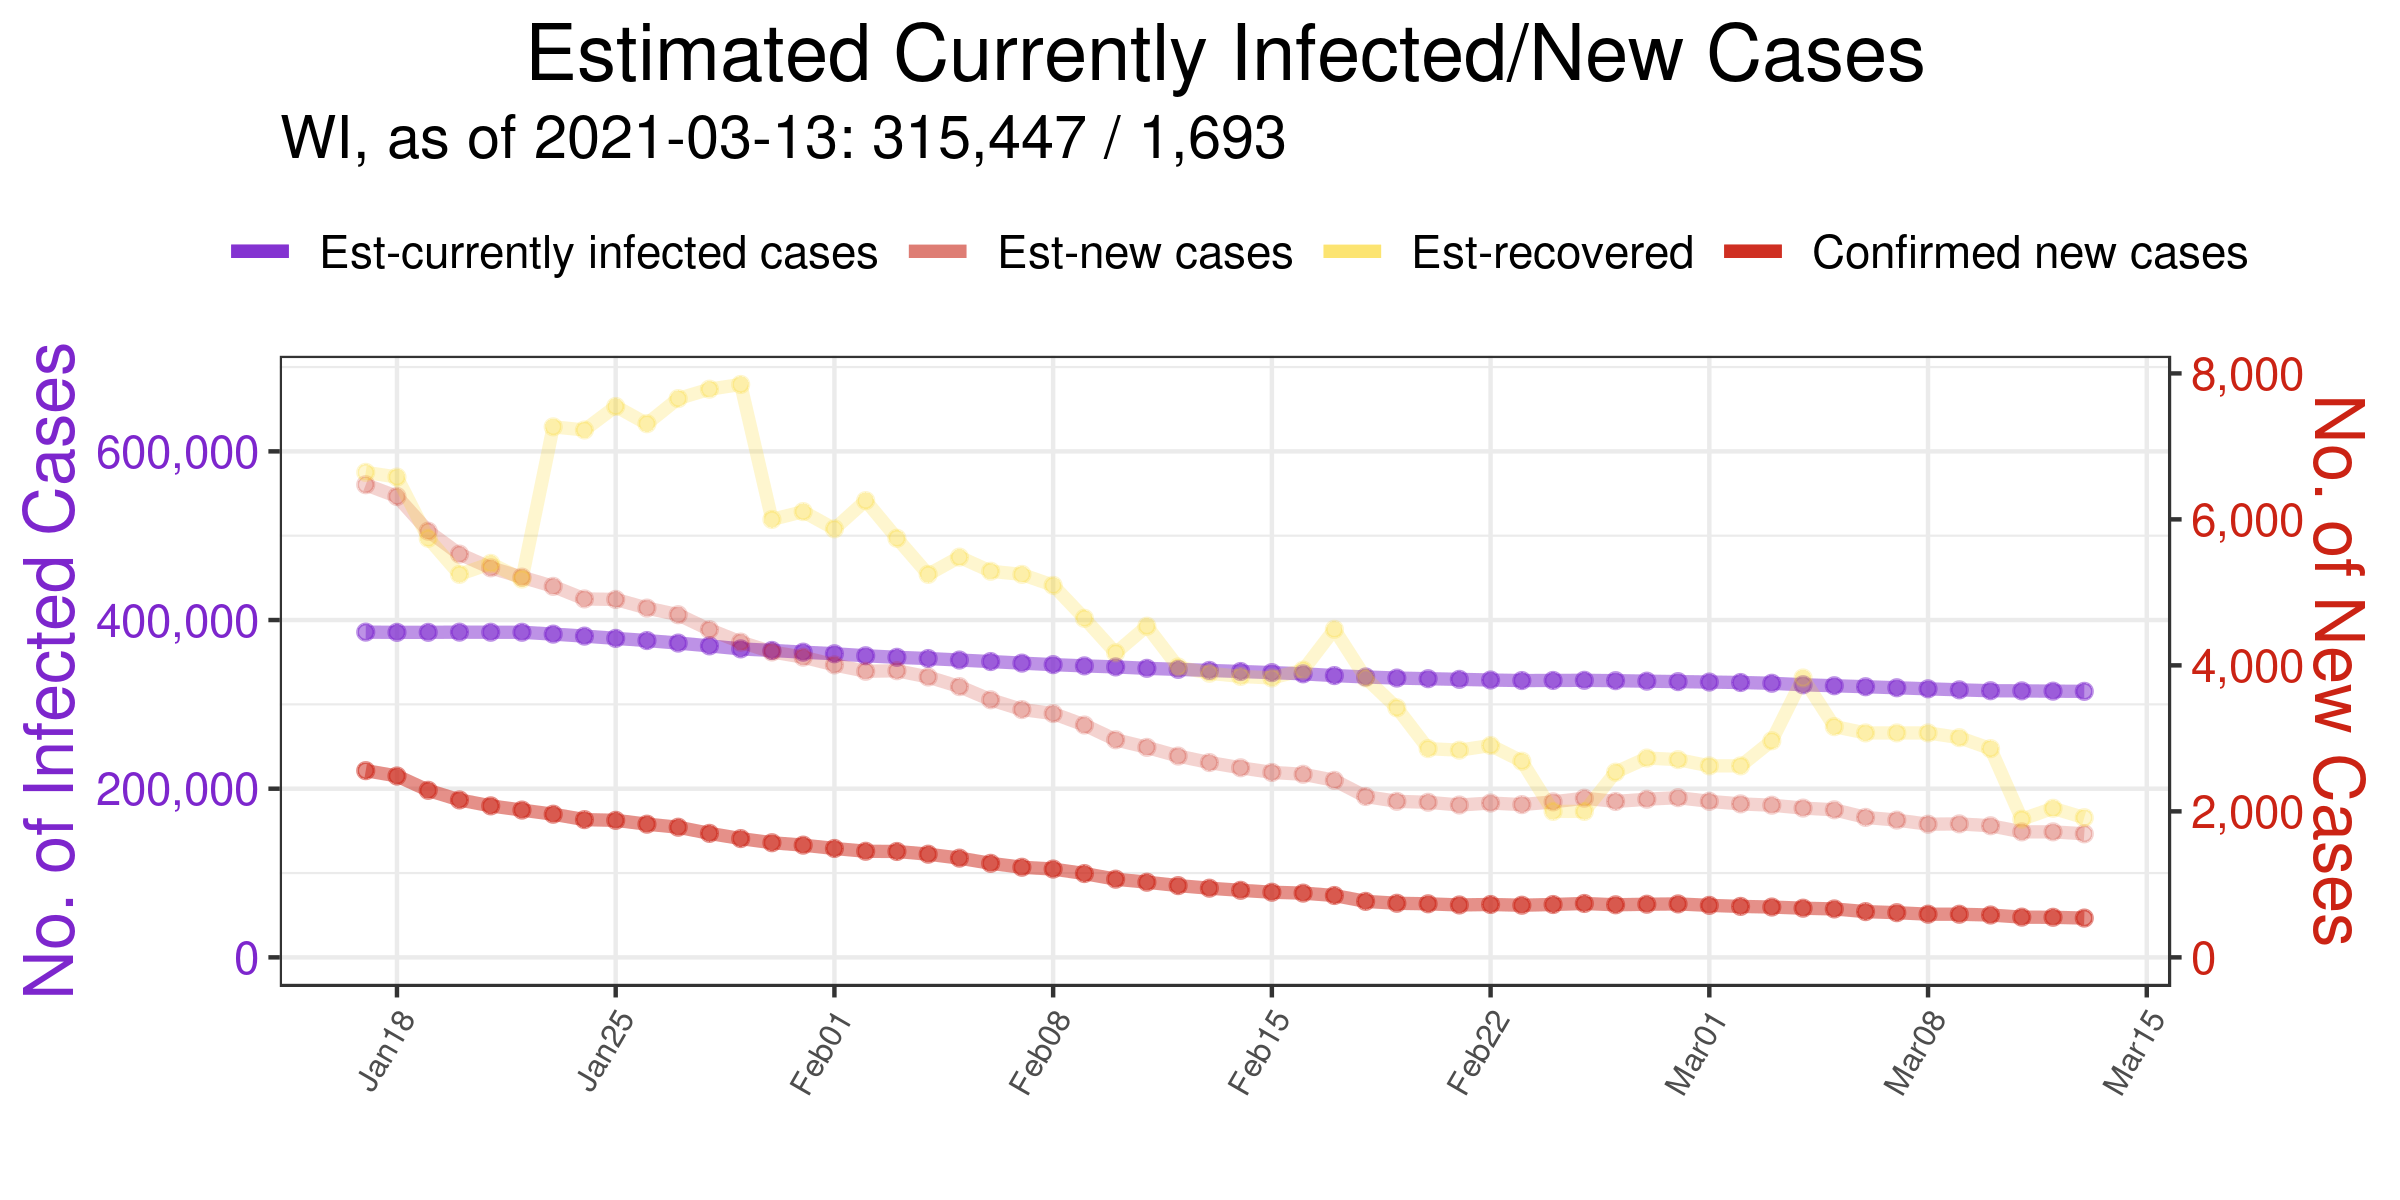 Estimated Currently Infected/New Cases
WI, as of 2021-03-13: 315,447 / 1,693
Est-currently infected cases Est-new cases Est-recovered Confirmed new cases
No. of Infected Cases
600,000
400,000
200,000
0
8,000
6,000
4,000
2,000
0
No. of New Cases
Jan18 Jan25 Feb01 Feb08 Feb15 Feb22 Mar01 Mar08 Mar15